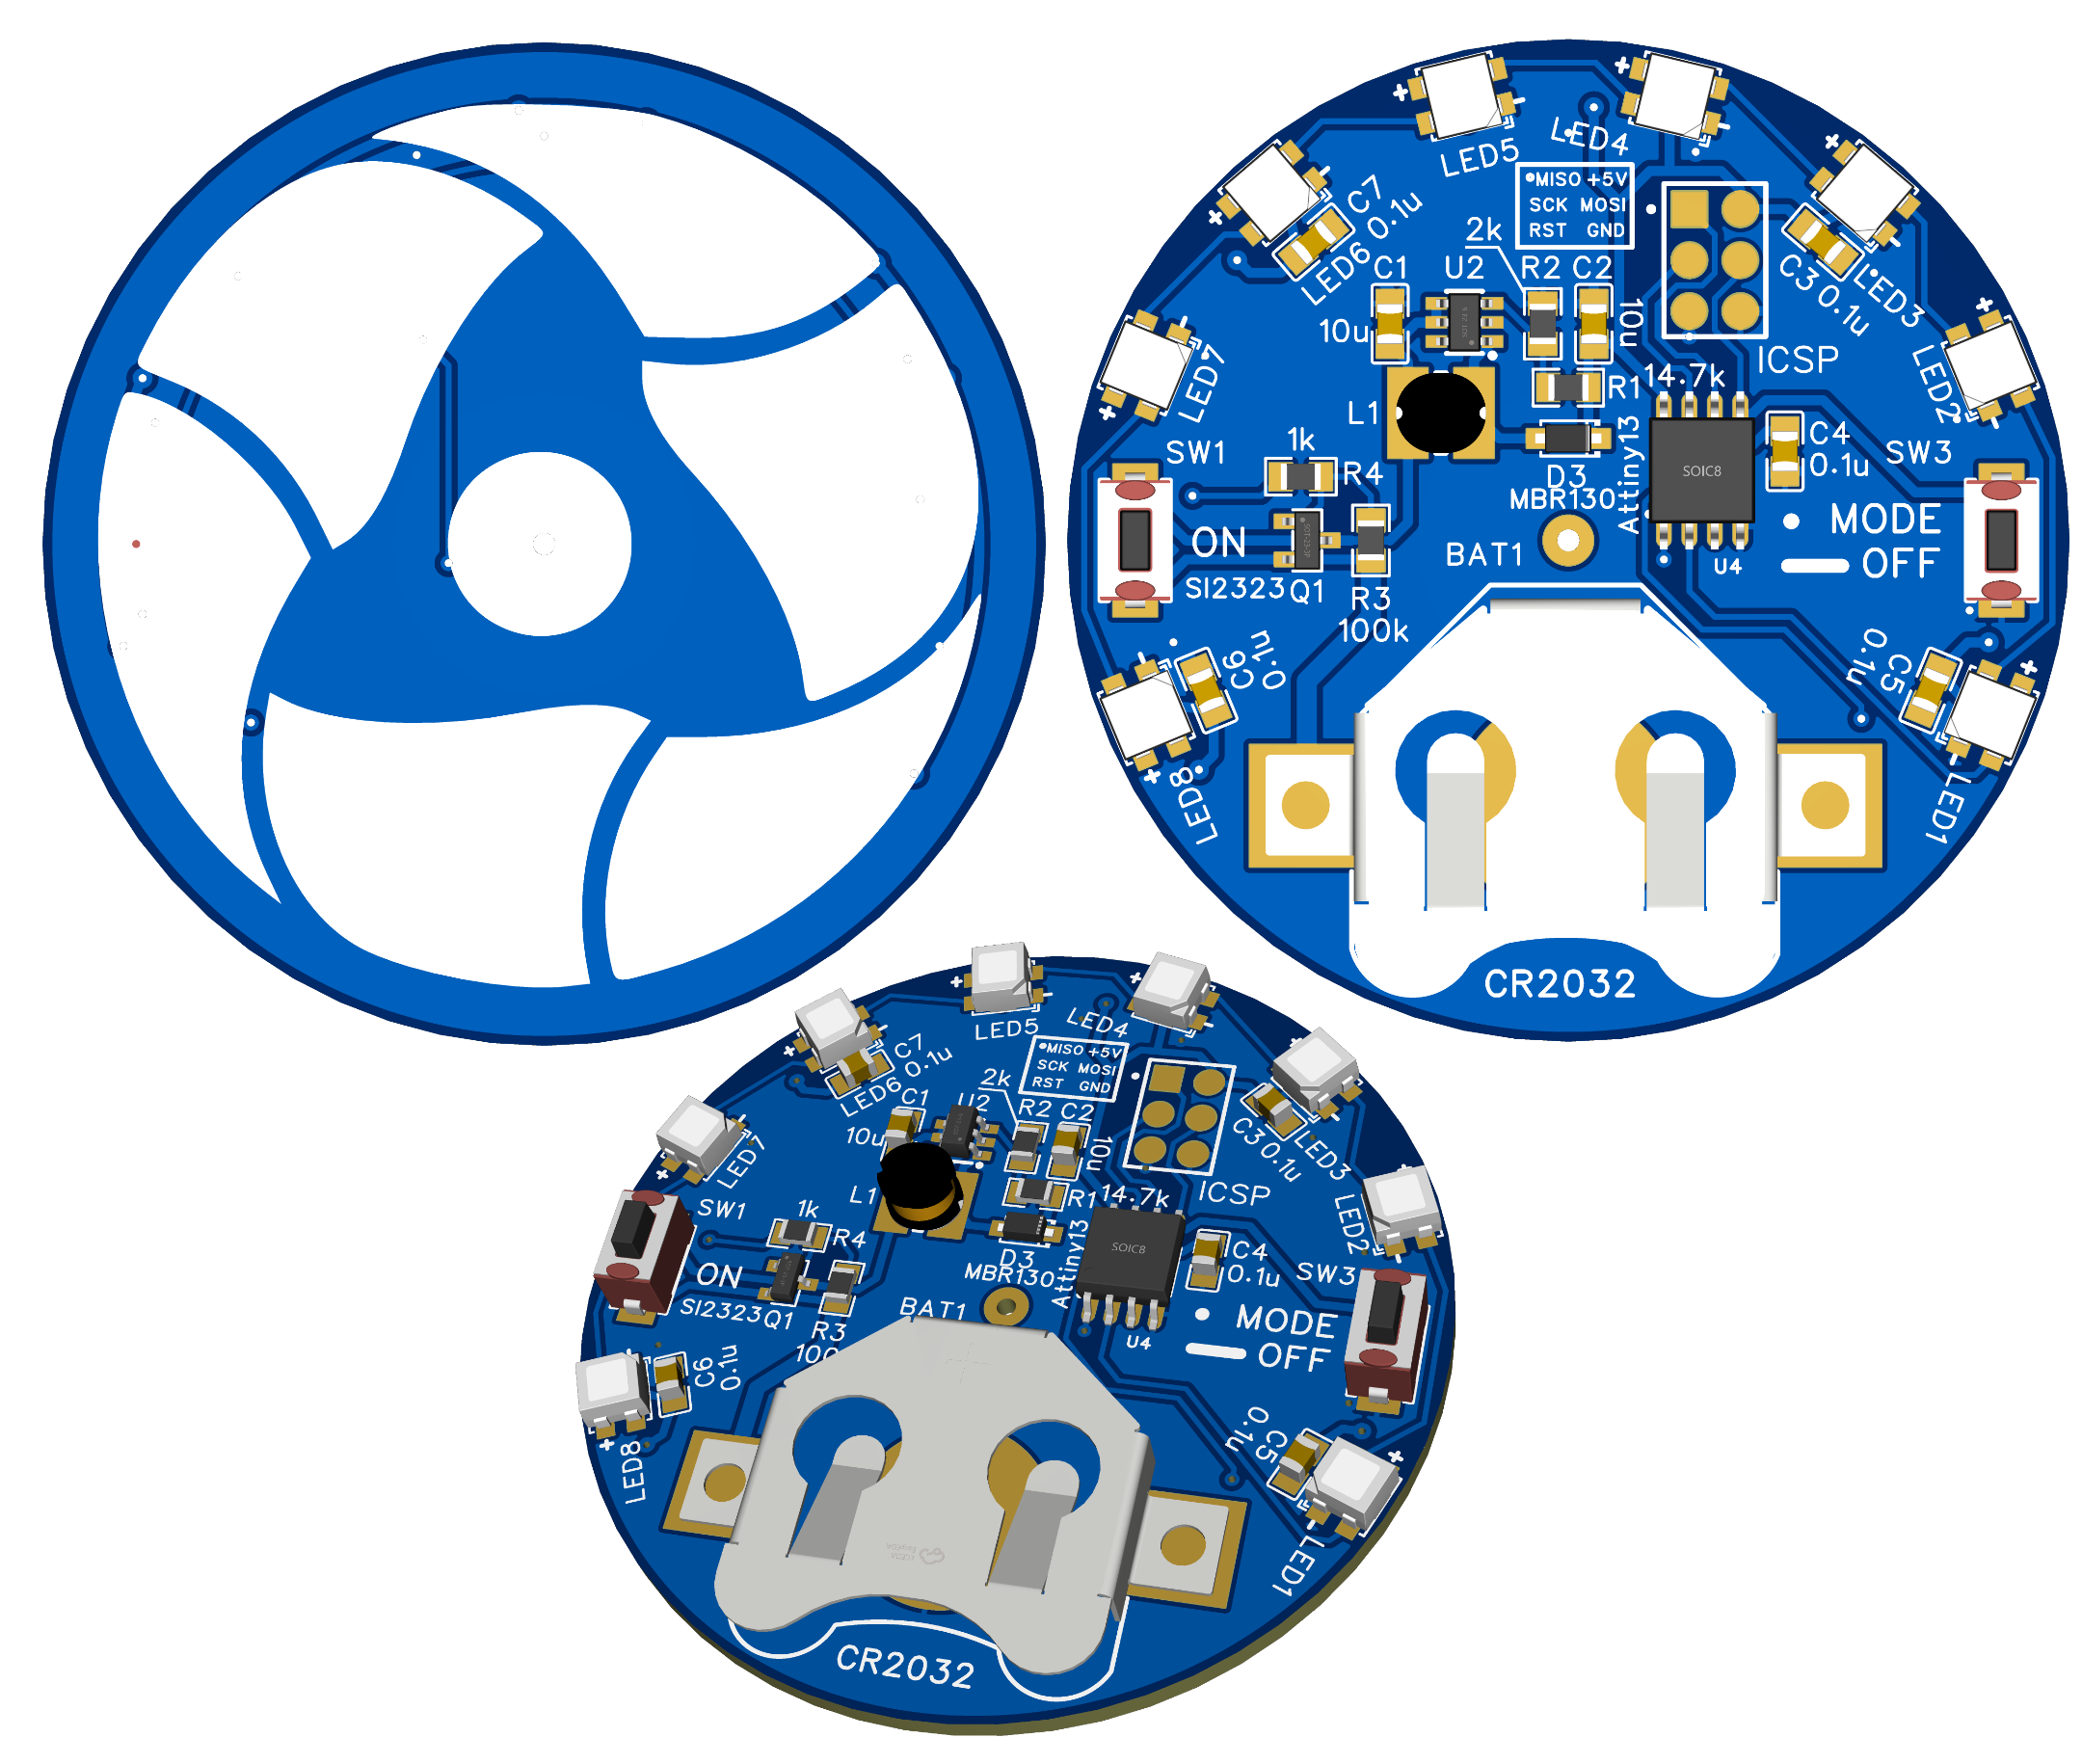 LED5
LED4
•MISO +5V
SCK MOSI
RST GND
C7
0.1u
LED6
2k
C1
U2
R2
C2
10u
10u
C3 0.1u
LED3
ICSP
LED7
LED2
L1
R1
14.7k
SW1
1k
R4
D3
MBR130
Attiny13
SOIC8
C4
0.1u
SW3
ON
SI2323 Q1
BAT1
U4
MODE
OFF
R3
100k
C6
0.1u
C5
0.1u
LED8
LED1
CR2032
LED5
LED4
•MISO +5V
SCK MOSI
RST GND
C7
0.1u
LED6
2k
C1
U2
R2
C2
10u
10u
C3 0.1u
LED3
ICSP
LED7
LED2
L1
R1
14.7k
SW1
1k
R4
D3
MBR130
Attiny13
SOIC8
C4
0.1u
SW3
ON
SI2323 Q1
BAT1
U4
MODE
OFF
R3
100
C6
0.1u
C5
0.1u
LED8
LED1
CR2032